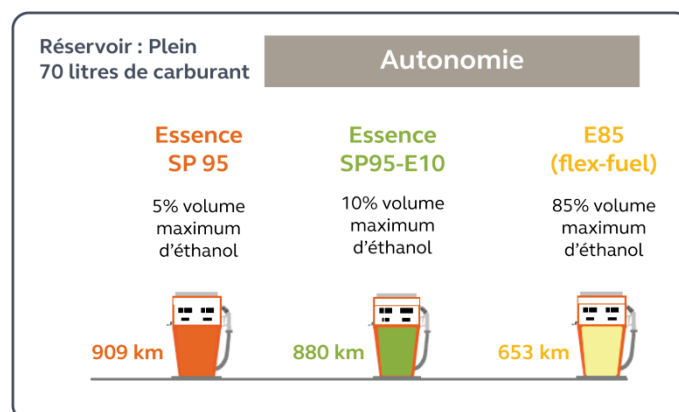 Réservoir : Plein
70 litres de carburant
Autonomie
Essence
SP 95
5% volume
maximum
d'éthanol
909 km
Essence
SP95-E10
10% volume
maximum
d'éthanol
880 km
E85
(flex-fuel)
85% volume
maximum
d'éthanol
653 km